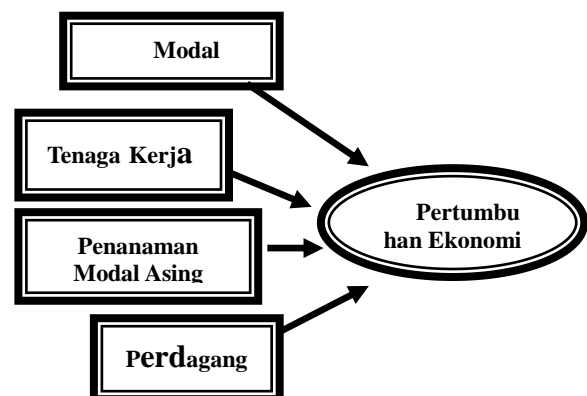 Modal
Tenaga Kerja
Penanaman
Modal Asing
Perdagang
Pertumbu
han Ekonomi